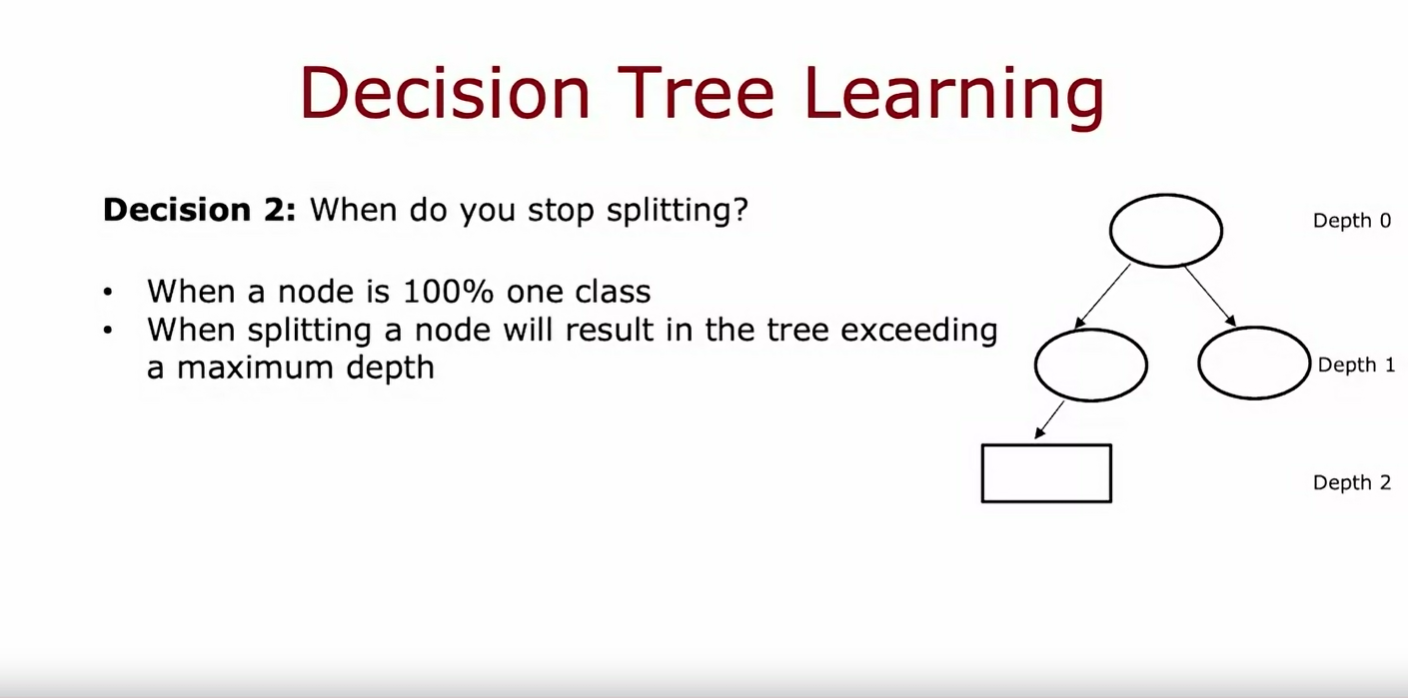 Decision Tree Learning
Decision 2: When do you stop splitting?
• When a node is 100% one class
• When splitting a node will result in the tree exceeding
a maximum depth
Depth 0
Depth 1
Depth 2